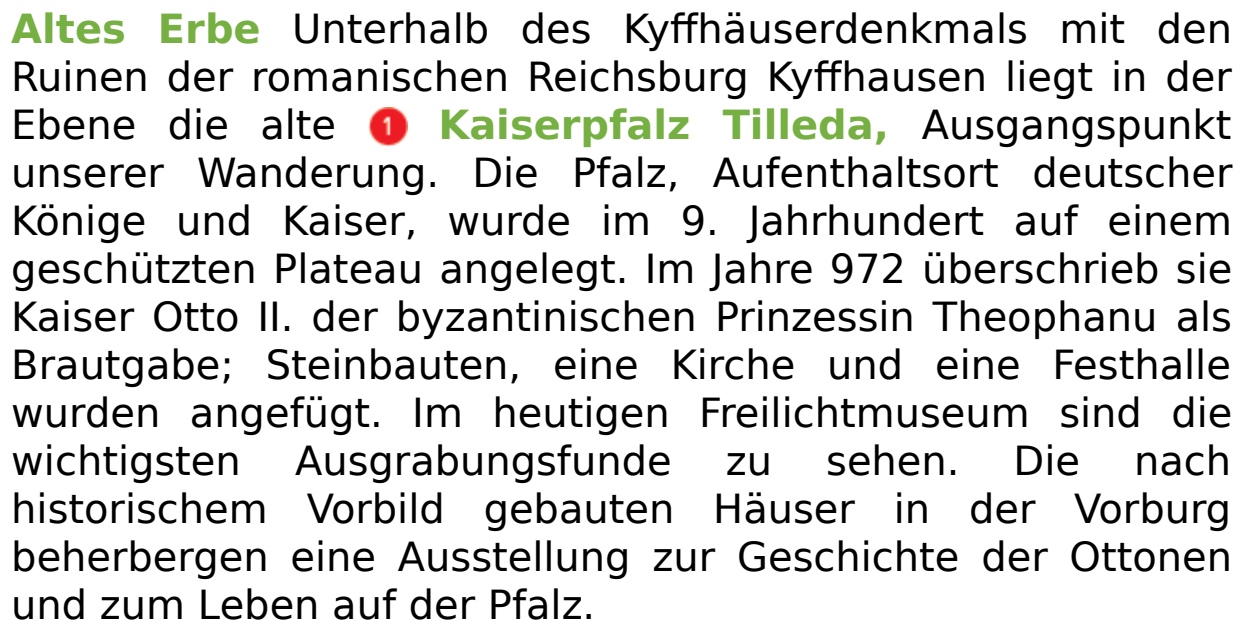 Altes Erbe Unterhalb des Kyffhäuserdenkmals mit den
Ruinen der romanischen Reichsburg Kyffhausen liegt in der
Ebene die alte 1 Kaiserpfalz Tilleda, Ausgangspunkt
unserer Wanderung. Die Pfalz, Aufenthaltsort deutscher
Könige und Kaiser, wurde im 9. Jahrhundert auf einem
geschützten Plateau angelegt. Im Jahre 972 überschrieb sie
Kaiser Otto II. der byzantinischen Prinzessin Theophanu als
Brautgabe; Steinbauten, eine Kirche und eine Festhalle
wurden angefügt. Im heutigen Freilichtmuseum sind die
wichtigsten Ausgrabungsfunde zu sehen. Die nach
historischem Vorbild gebauten Häuser in der Vorburg
beherbergen eine Ausstellung zur Geschichte der Ottonen
und zum Leben auf der Pfalz.